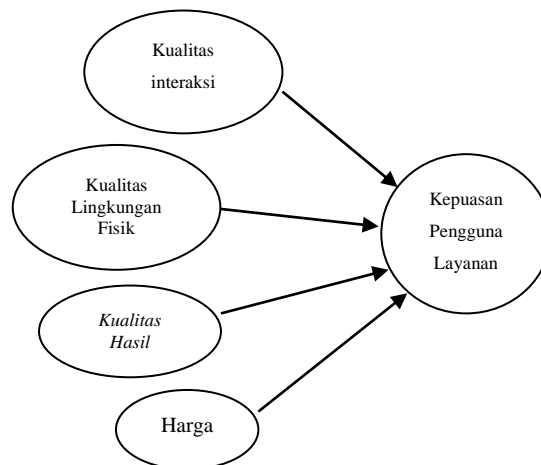 Kualitas
interaksi
Kualitas
Lingkungan
Fisik
Kualitas
Hasil
Harga
Kepuasan
Pengguna
Layanan